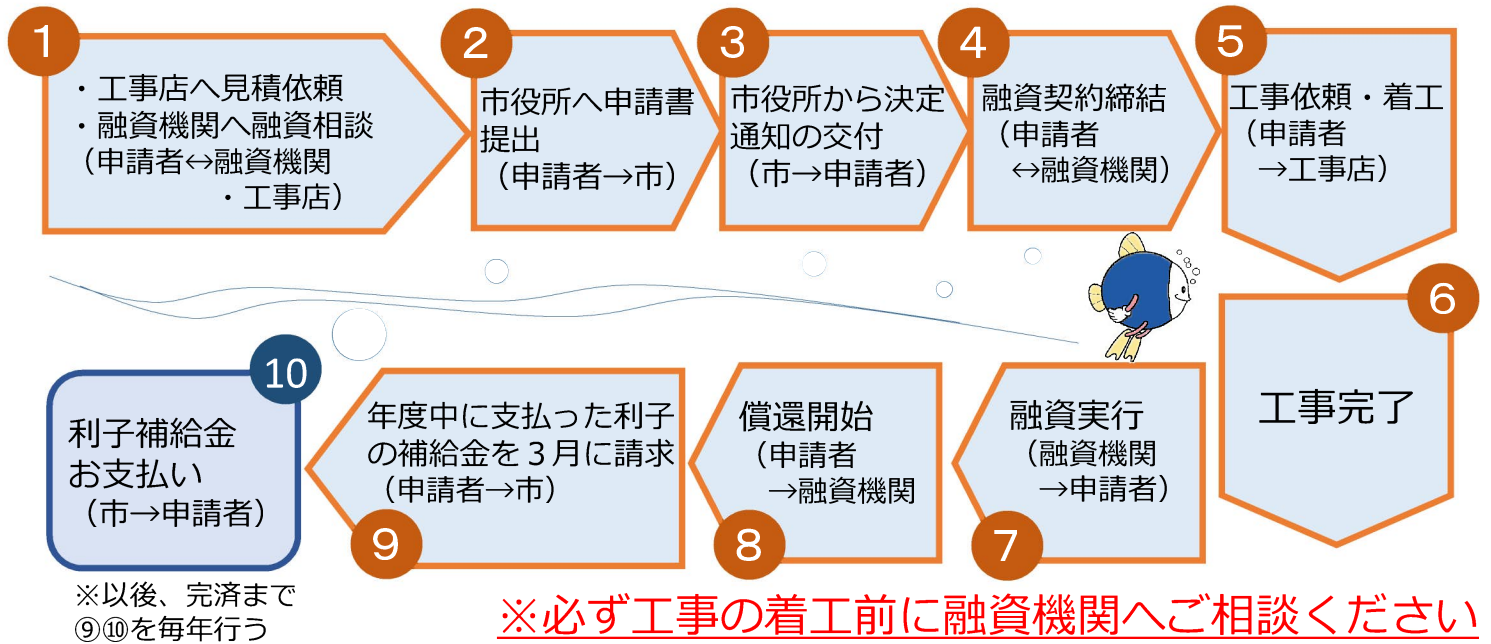 1
・工事店へ見積依頼
・融資機関へ融資相談
（申請者↔融資機関
・工事店）
2
市役所へ申請書
提出
（申請者→市）
3
市役所から決定
通知の交付
（市→申請者）
4
融資契約締結
（申請者
↔融資機関）
5
工事依頼・着工
（申請者
→工事店）
6
工事完了
7
融資実行
（融資機関
→申請者）
8
償還開始
（申請者
→融資機関
9
年度中に支払った利子
の補給金を３月に請求
（申請者→市）
10
利子補給金
お支払い
（市→申請者）
※以後、完済まで
⑨⑩を毎年行う
※必ず工事の着工前に融資機関へご相談ください